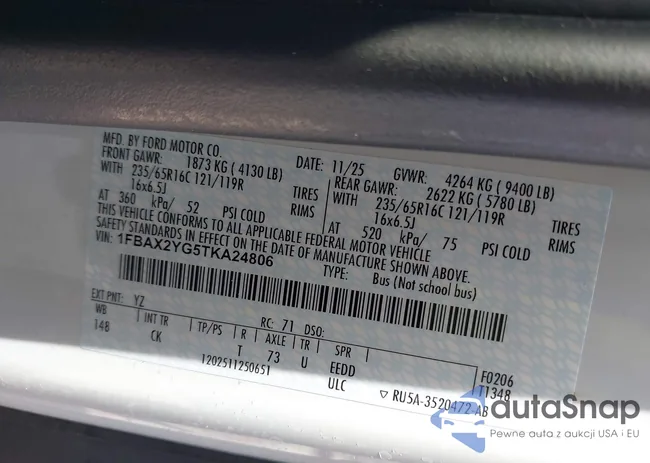 MFD. BY FORD MOTOR CO. DATE: 11/25 GVWR: 4264 KG ( 9400 LB)
FRONT GAWR: 1873 KG ( 4130 LB) REAR GAWR: 2622 KG ( 5780 LB)
WITH 235/65R16C 121/119R TIRES WITH 235/65R16C 121/119R TIRES
16x6.5J RIMS 16x6.5J RIMS
AT 360 kPa/ 52 PSI COLD AT 520 kPa/ 75 PSI COLD
THIS VEHICLE CONFORMS TO ALL APPLICABLE FEDERAL MOTOR VEHICLE
SAFETY STANDARDS IN EFFECT ON THE DATE OF MANUFACTURE SHOWN ABOVE.
VIN: 1FBAX2YG5TKA24806 TYPE: Bus (Not school bus)
EXT PNT: YZ RC: 71 DSO:
WB INT TR TP/PS R AXLE TR SPR F0206
148 CK T 73 U EEDD T1348
1202511250651 ULC ▽ RU5A-3520472-AB
autaSnap
Pewne auta z aukcji USA i EU